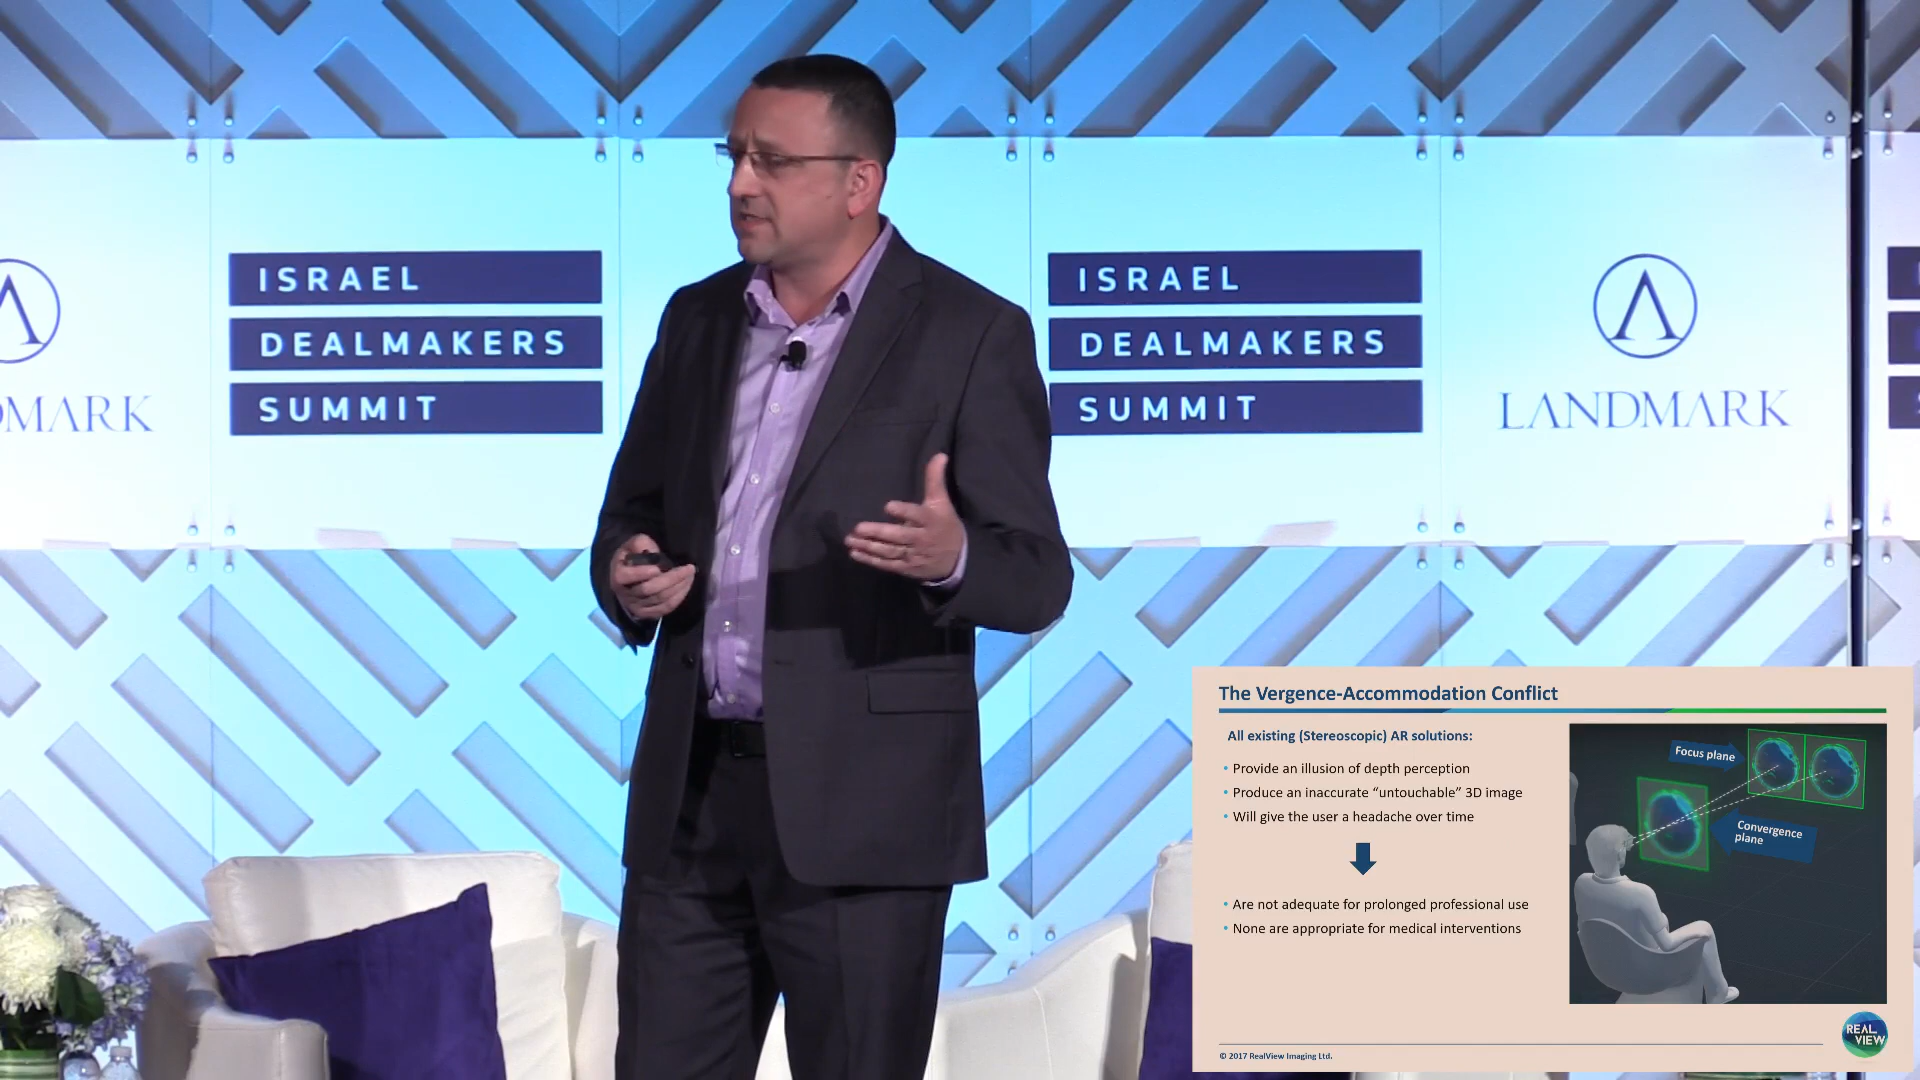 ISRAEL
DEALMAKERS
SUMMIT
ISRAEL
DEALMAKERS
SUMMIT
LANDMARK
The Vergence-Accommodation Conflict
All existing (Stereoscopic) AR solutions:
• Provide an illusion of depth perception
• Produce an inaccurate “untouchable” 3D image
• Will give the user a headache over time
• Are not adequate for prolonged professional use
• None are appropriate for medical interventions
Focus plane
Convergence
plane
© 2017 RealView Imaging Ltd.
REAL
VIEW